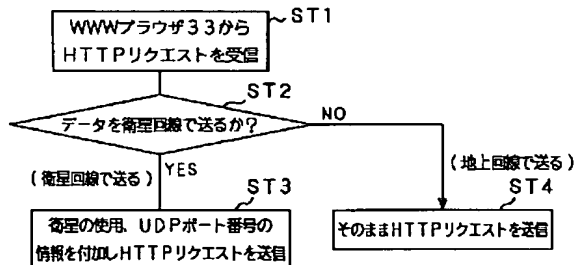 ST1
WWWブラウザ33から
HTTPリクエストを受信
ST2
データを衛星回線で送るか?
NO
YES
(衛星回線で送る)
(地上回線で送る)
ST3
ST4
衛星の使用、UDPポート番号の
情報を付加しHTTPリクエストを送信
そのままHTTPリクエストを送信